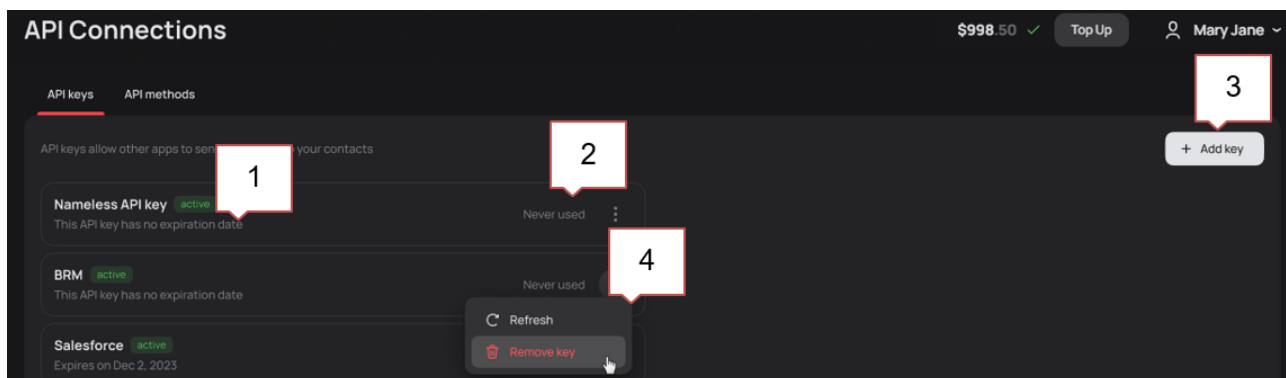 API Connections
$998.50
Top Up
Mary Jane
API keys
API methods
3
API keys allow other apps to sen your contacts
2
+ Add key
1
Nameless API key active
This API key has no expiration date
Never used
4
BRM active
This API key has no expiration date
Never used
Refresh
Remove key
Salesforce active
Expires on Dec 2, 2023